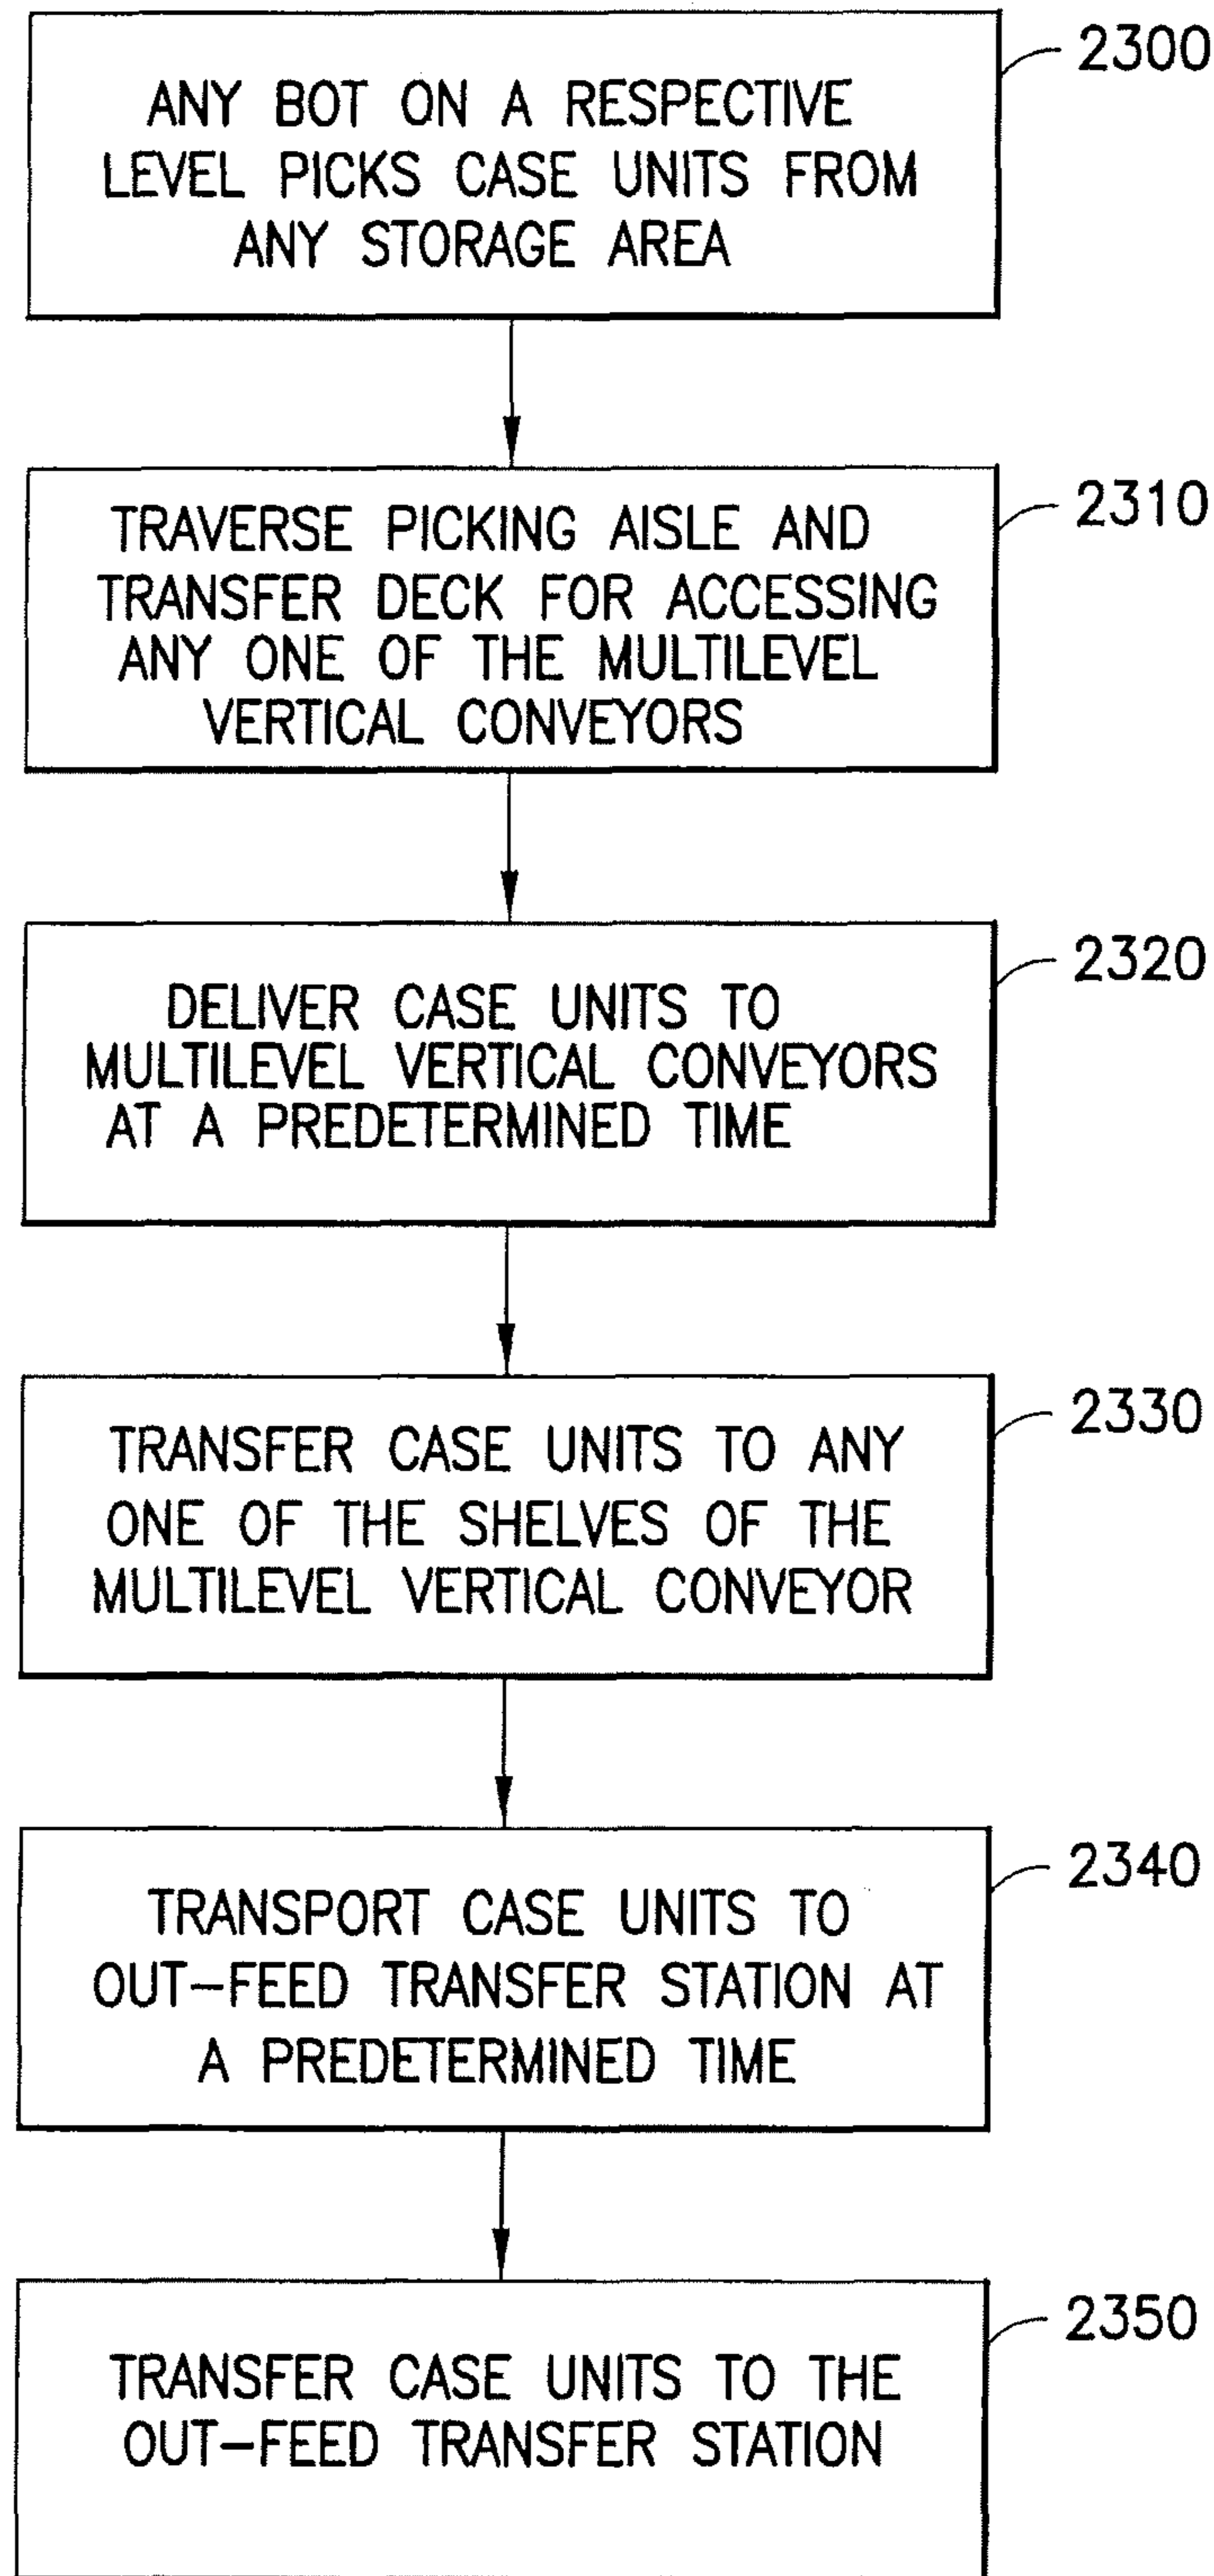 2300
ANY BOT ON A RESPECTIVE
LEVEL PICKS CASE UNITS FROM
ANY STORAGE AREA
2310
TRAVERSE PICKING AISLE AND
TRANSFER DECK FOR ACCESSING
ANY ONE OF THE MULTILEVEL
VERTICAL CONVEYORS
2320
DELIVER CASE UNITS TO
MULTILEVEL VERTICAL CONVEYORS
AT A PREDETERMINED TIME
2330
TRANSFER CASE UNITS TO ANY
ONE OF THE SHELVES OF THE
MULTILEVEL VERTICAL CONVEYOR
2340
TRANSPORT CASE UNITS TO
OUT-FEED TRANSFER STATION AT
A PREDETERMINED TIME
2350
TRANSFER CASE UNITS TO THE
OUT-FEED TRANSFER STATION